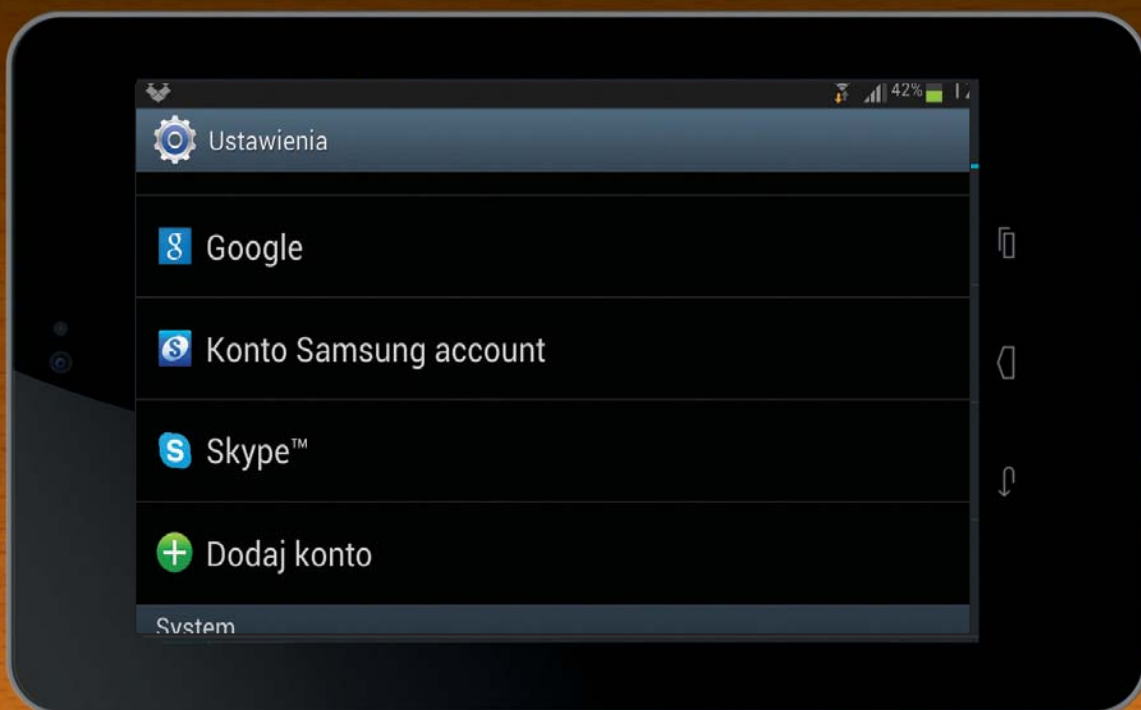 42%
Ustawienia
Google
Konto Samsung account
Skype™
Dodaj konto
System